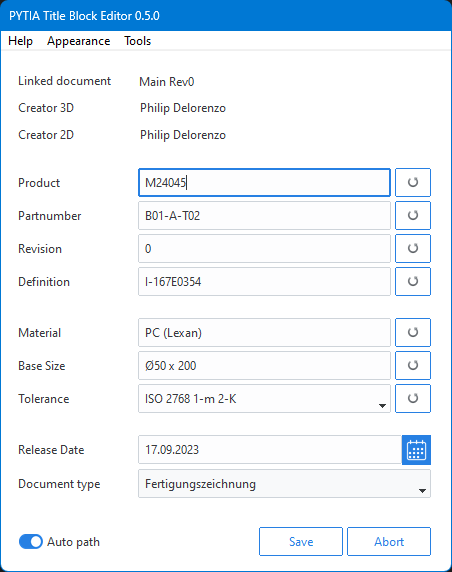 PYTIA Title Block Editor 0.5.0
Help Appearance Tools
Linked document Main Rev0
Creator 3D Philip Delorenzo
Creator 2D Philip Delorenzo
Product M24045
Partnumber B01-A-T02
Revision 0
Definition I-167E0354
Material PC (Lexan)
Base Size Ø50 x 200
Tolerance ISO 2768 1-m 2-K
Release Date 17.09.2023
Document type Fertigungszeichnung
Auto path Save Abort